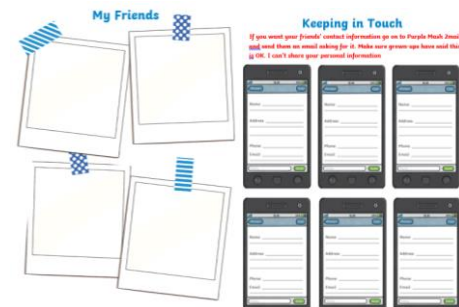 My Friends
Keeping in Touch
If you want your friends' contact information go on to Purple Mash 2mail
and send them an email asking for it. Make sure grown-ups have said this
is OK. I can't share your personal information
Name:
Address:
Phone:
Email:
Name:
Address:
Phone:
Email:
Name:
Address:
Phone:
Email:
Name:
Address:
Phone:
Email:
Name:
Address:
Phone:
Email:
Name:
Address:
Phone:
Email: